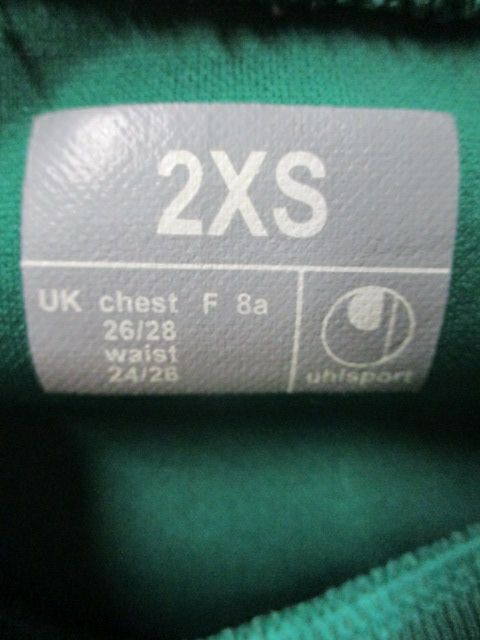 2XS
UK chest F 8a
26/28
waist
24/26
uhlsport